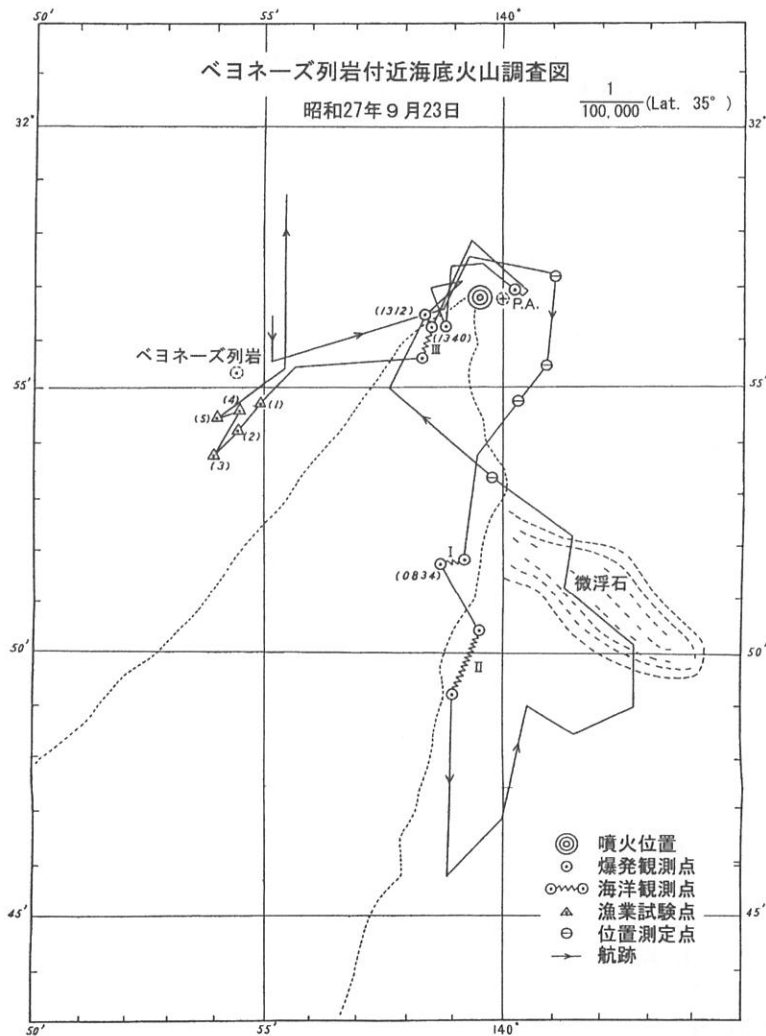 50' 55' 140°
ベヨネーズ列岩付近海底火山調査図
昭和27年9月23日
1
100,000 (Lat. 35°)
32° 32°
P.A.
(1312)
(1340)
III
ベヨネーズ列岩
55' 55'
(4)
(5) (1)
(2)
(3)
I
(0834)
微浮石
50' 50'
II
噴火位置
爆発観測点
海洋観測点
漁業試験点
45' 45'
位置測定点
航跡
50' 55' 140°